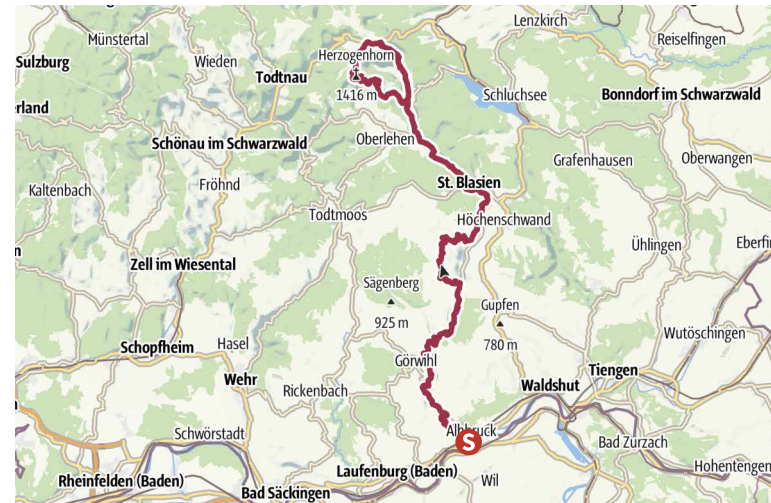 Lenzkirch
Münstertal
Reiselfingen
Herzogenhorn
Sulzburg
Wieden
Todtnau
1416 m
Schluchsee
Bonndorf im Schwarzwald
erland
Oberlehen
Schönau im Schwarzwald
Grafenhausen
Oberwangen
Kaltenbach
Fröhnd
St. Blasien
Todtmoos
Höchenschwand
Ühlingen
Eberfi
n
Zell im Wiesental
Sägenberg
925 m
Gupfen
780 m
Wutöschingen
Schopfheim
Hasel
Görwihl
Wehr
Rickenbach
Waldshut
Tiengen
n
Schwörstadt
Albbruck
S
Bad Zurzach
Laufenburg (Baden)
Hohentengen
Rheinfelden (Baden)
Bad Säckingen
Wil